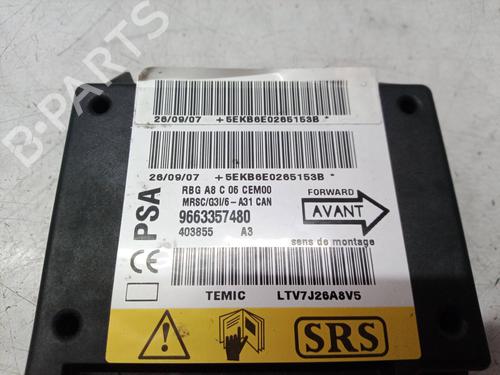 26/09/07 +5EKB6E0265153B*
26/09/07 +5EKB6E0265153B*
PSA
RBG A8 C 06 CEM00
MRSC/G3I/6- A31 CAN
9663357480
403855 A3
FORWARD
AVANT
sens de montage
CE
TEMIC LTV7J26A8V5
SRS
B-PARTS